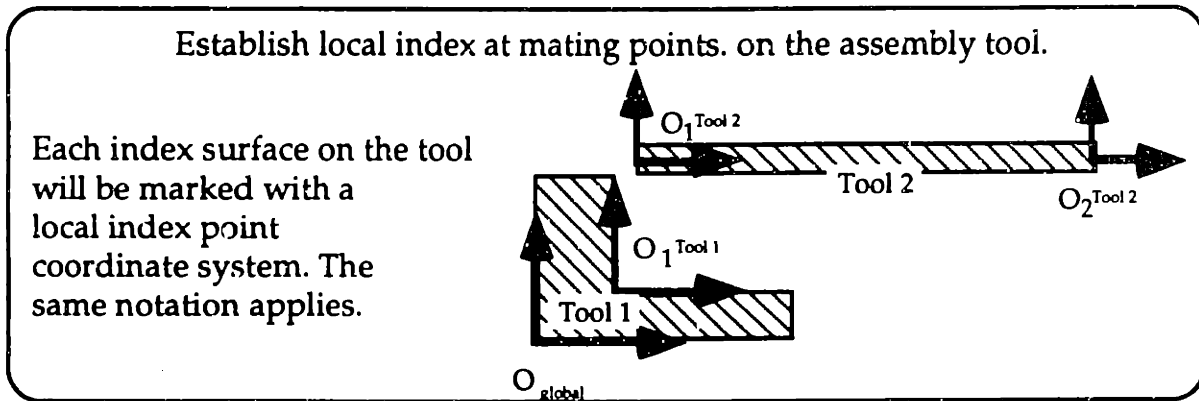 Establish local index at mating points. on the assembly tool.
Each index surface on the tool
will be marked with a
local index point
coordinate system. The
same notation applies.
O1Tool 2
Tool 2
O2Tool 2
O1Tool 1
Tool 1
Oglobal